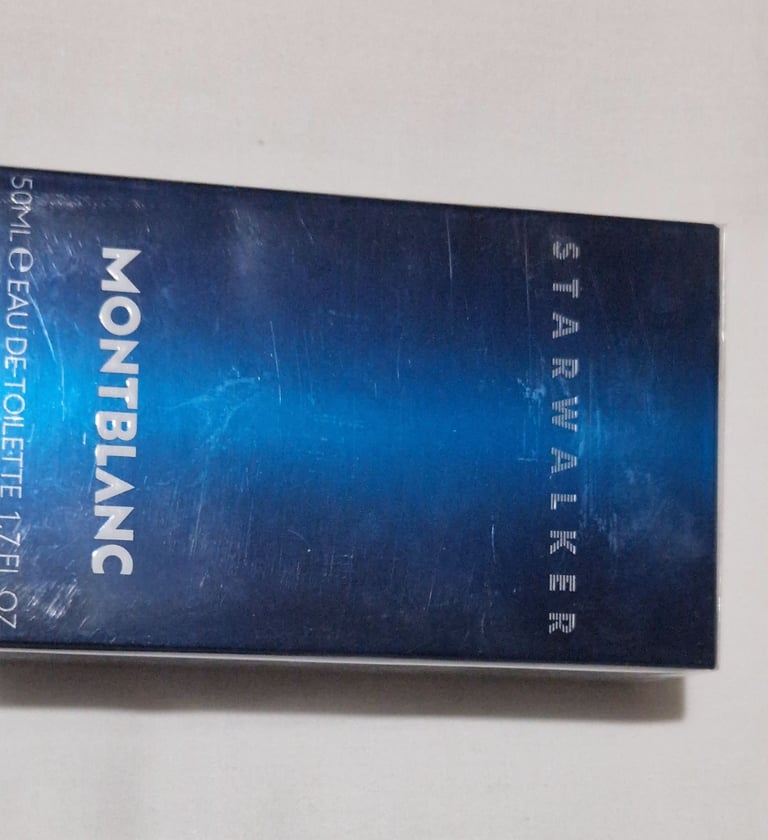 STARWALKER
MONTBLANC
50ML ℮ EAU DE TOILETTE 1.7 FL OZ